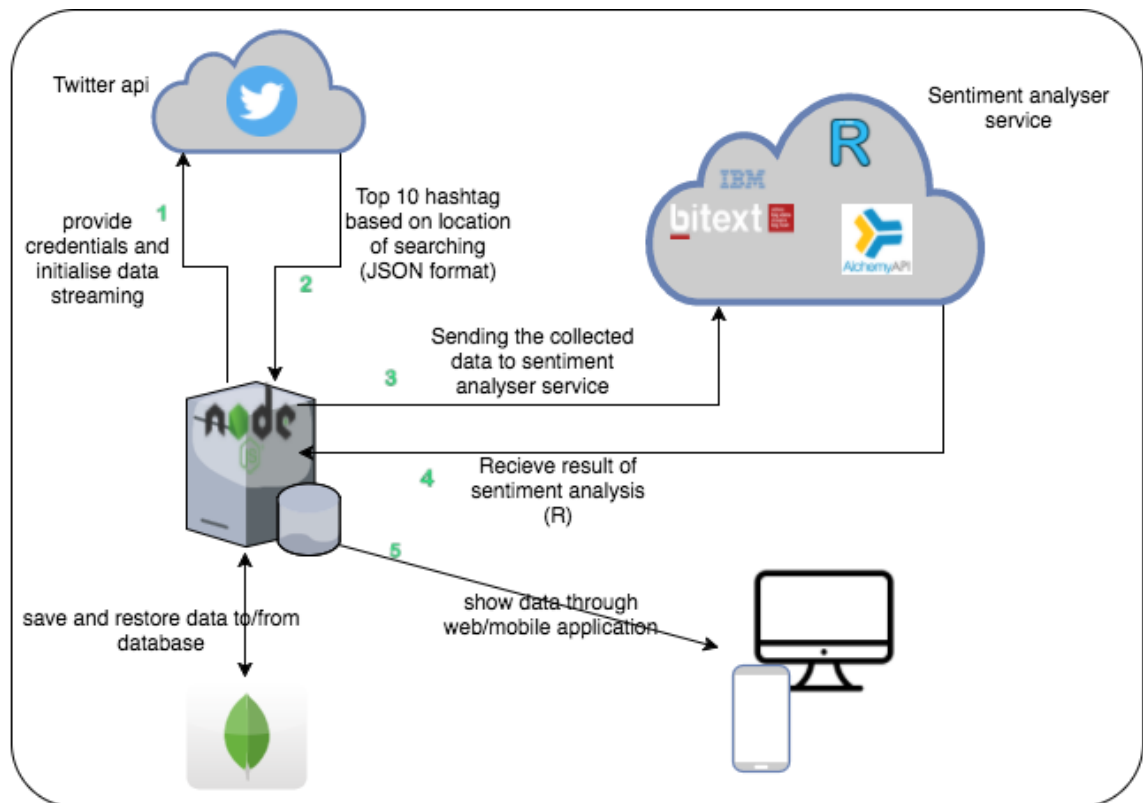 Twitter api
Sentiment analyser
service
R
IBM
bitext
AlchemyAPI
provide
credentials and
initialise data
streaming
1
Top 10 hashtag
based on location
of searching
(JSON format)
2
Sending the collected
data to sentiment
analyser service
3
node
JS
4
Recieve result of
sentiment analysis
(R)
5
save and restore data to/from
database
show data through
web/mobile application